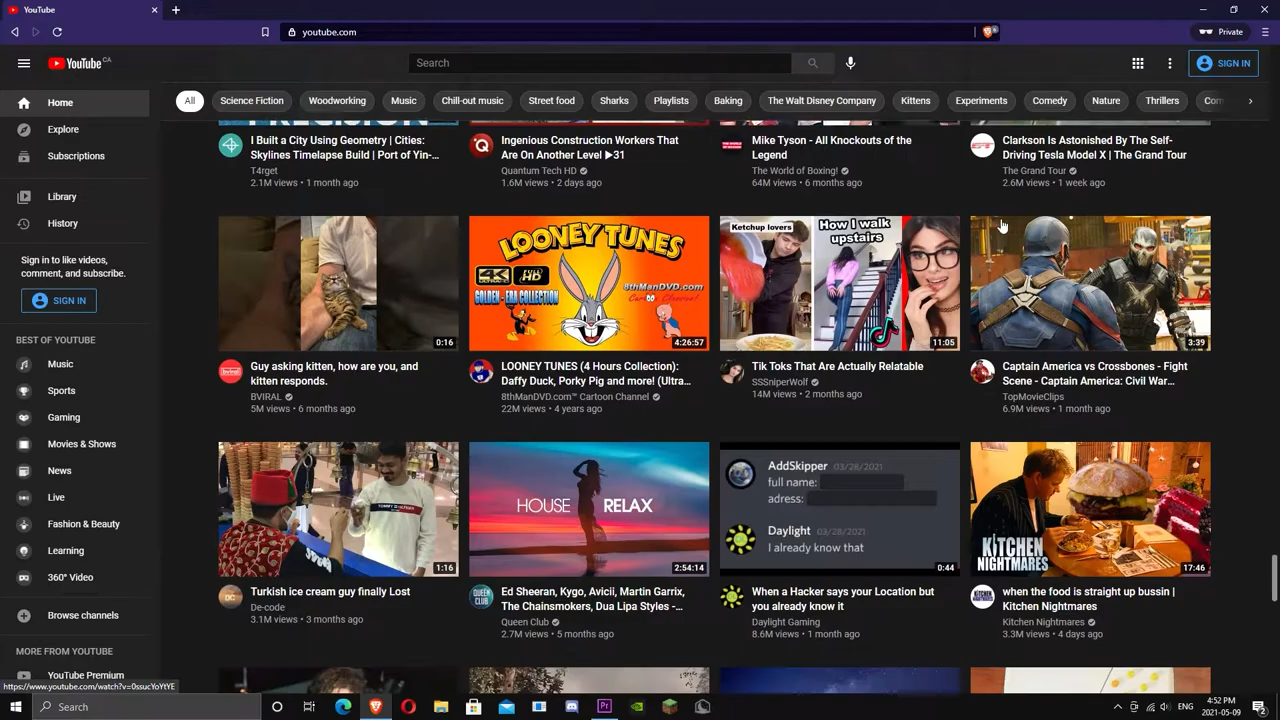 YouTube
youtube.com
Private
YouTube CA
Search
SIGN IN
Home
Explore
Subscriptions
Library
History
Sign in to like videos,
comment, and subscribe.
SIGN IN
BEST OF YOUTUBE
Music
Sports
Gaming
Movies & Shows
News
Live
Fashion & Beauty
Learning
360° Video
Browse channels
MORE FROM YOUTUBE
YouTube Premium
https://www.youtube.com/watch?v=0ssucYoYtYE
All
Science Fiction
Woodworking
Music
Chill-out music
Street food
Sharks
Playlists
Baking
The Walt Disney Company
Kittens
Experiments
Comedy
Nature
Thrillers
I Built a City Using Geometry | Cities:
Skylines Timelapse Build | Port of Yin-...
T4rget
2.1M views • 1 month ago
Ingenious Construction Workers That
Are On Another Level ▶31
Quantum Tech HD
1.6M views • 2 days ago
Mike Tyson - All Knockouts of the
Legend
The World of Boxing!
64M views • 6 months ago
Clarkson Is Astonished By The Self-
Driving Tesla Model X | The Grand Tour
The Grand Tour
2.6M views • 1 week ago
0:16
Guy asking kitten, how are you, and
kitten responds.
BVIRAL
5M views • 6 months ago
LOONEY TUNES
4K FULL HD
GOLDEN-ERA COLLECTION
8thManDVD.com
4:26:57
LOONEY TUNES (4 Hours Collection):
Daffy Duck, Porky Pig and more! (Ultra...
8thManDVD.com™ Cartoon Channel
22M views • 4 years ago
Ketchup lovers
How I walk
upstairs
11:05
Tik Toks That Are Actually Relatable
SSSniperWolf
14M views • 2 months ago
3:39
Captain America vs Crossbones - Fight
Scene - Captain America: Civil War...
TopMovieClips
6.9M views • 1 month ago
TOMMY HILFIGER
1:16
Turkish ice cream guy finally Lost
De-code
3.1M views • 3 months ago
HOUSE RELAX
2:54:14
Ed Sheeran, Kygo, Avicii, Martin Garrix,
The Chainsmokers, Dua Lipa Styles -...
Queen Club
2.7M views • 5 months ago
AddSkipper 03/28/2021
full name:
adress:
Daylight 03/28/2021
I already know that
0:44
When a Hacker says your Location but
you already know it
Daylight Gaming
8.6M views • 1 month ago
KITCHEN
NIGHTMARES
17:46
when the food is straight up bussin |
Kitchen Nightmares
Kitchen Nightmares
3.3M views • 4 days ago
Search
ENG
4:52 PM
2021-05-09